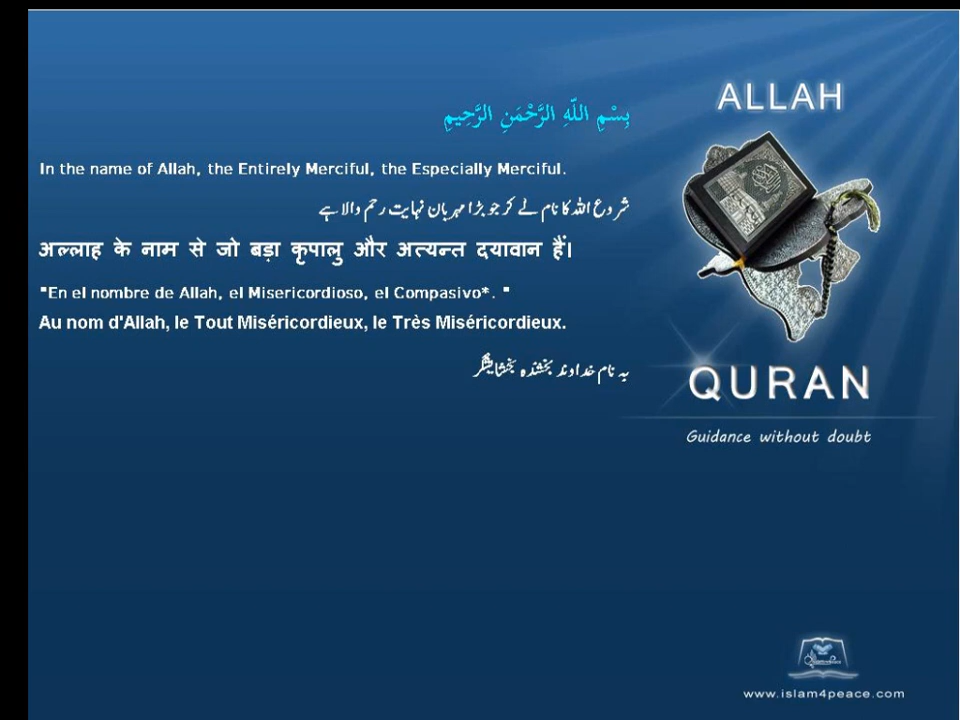 بِسْمِ اللّهِ الرَّحْمَنِ الرَّحِيمِ
In the name of Allah, the Entirely Merciful, the Especially Merciful.
شروع اللہ کا نام لے کر جو بڑا مہربان نہایت رحم والا ہے
अल्लाह के नाम से जो बड़ा कृपालु और अत्यन्त दयावान हैं।
"En el nombre de Allah, el Misericordioso, el Compasivo*. "
Au nom d'Allah, le Tout Miséricordieux, le Très Miséricordieux.
به نام خداوند بخشنده بخشایشگر
ALLAH
QURAN
Guidance without doubt
www.islam4peace.com